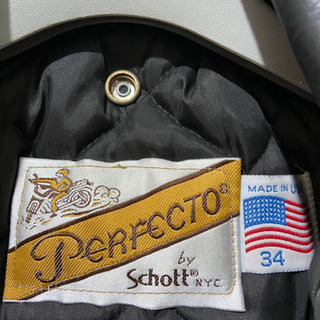 PERFECTO®
by
Schott® N.Y.C.
MADE IN U
34